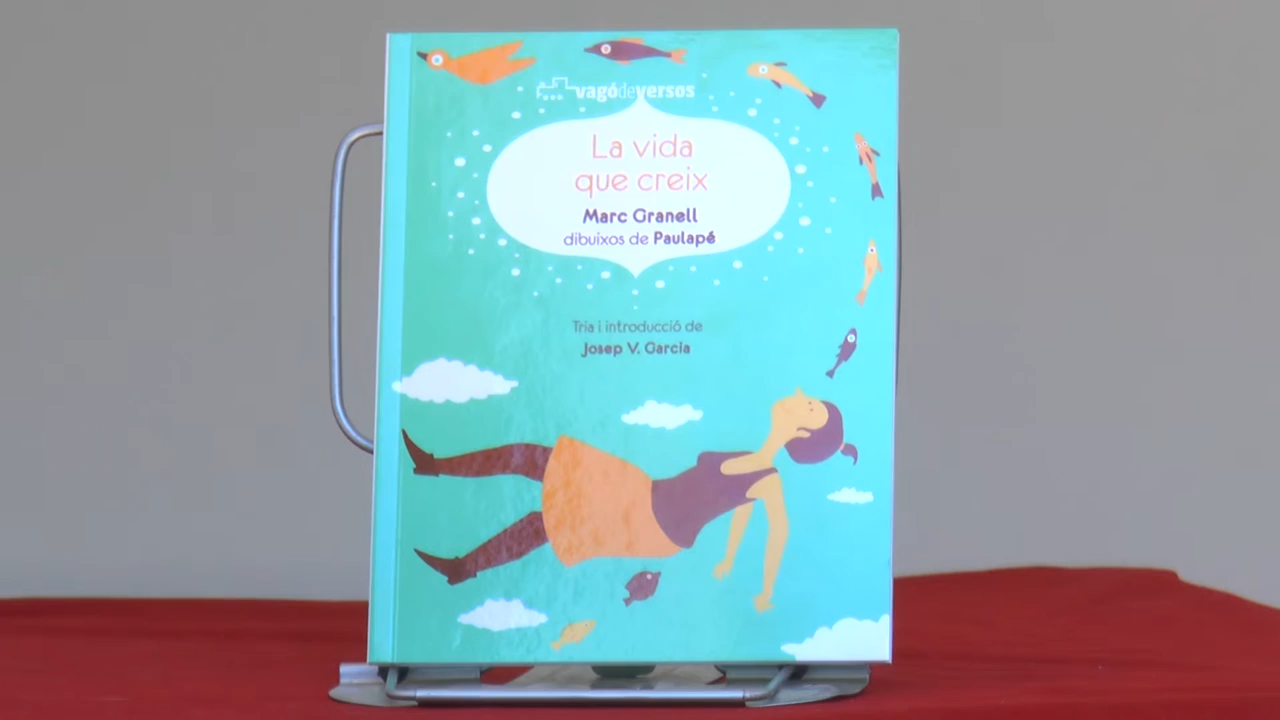 vagódeversos
La vida
que creix
Marc Granell
dibuixos de Paulapé
Tria i introducció de
Josep V. Garcia